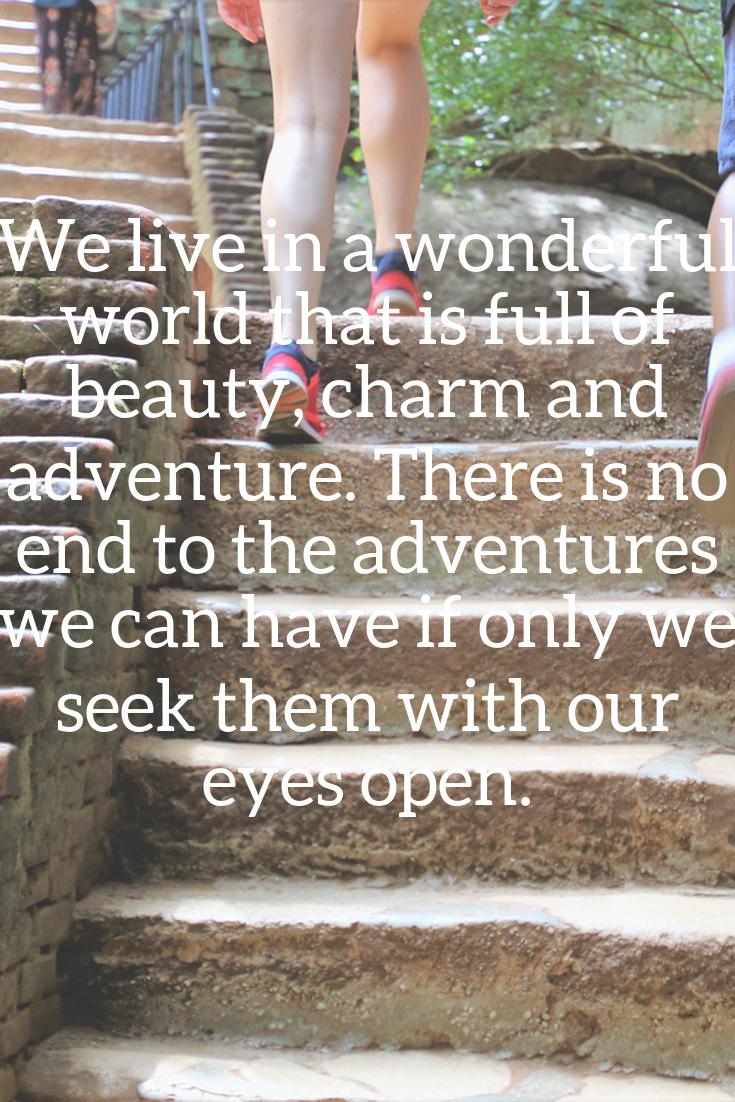 We live in a wonderful
world that is full of
beauty, charm and
adventure. There is no
end to the adventures
we can have if only we
seek them with our
eyes open.